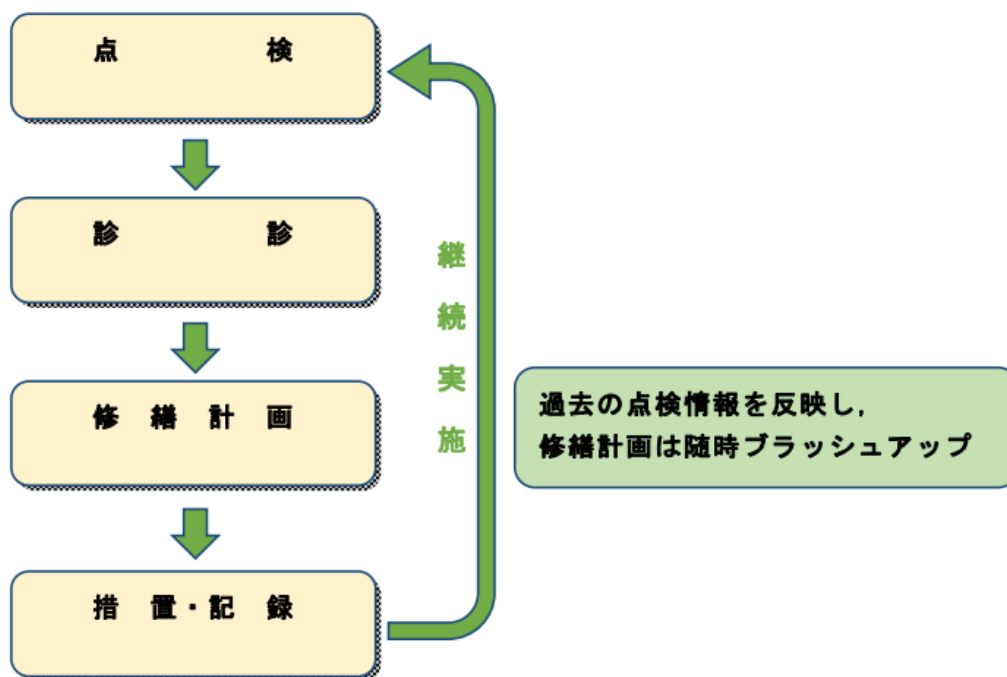 点検
診診
修繕計画
措置・記録
継続実施
過去の点検情報を反映し,
修繕計画は随時ブラッシュアップ